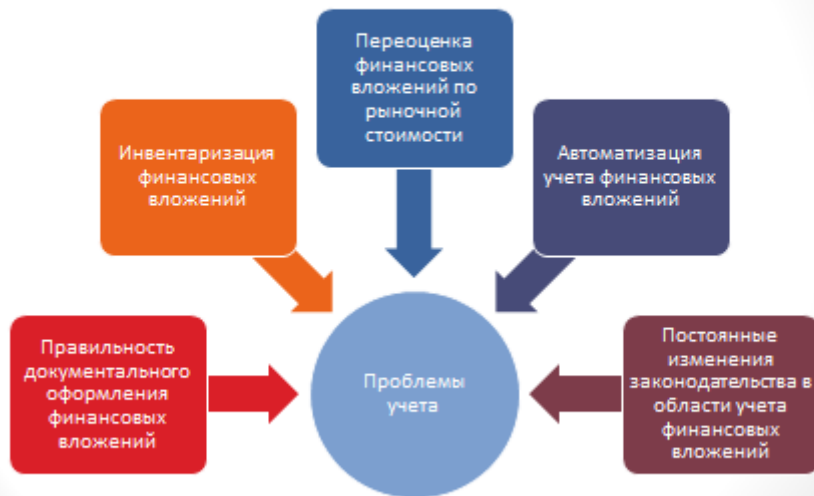 Переоценка
финансовых
вложений по
рыночной
стоимости
Инвентаризация
финансовых
вложений
Автоматизация
учета финансовых
вложений
Правильность
документального
оформления
финансовых
вложений
Проблемы
учета
Постоянные
изменения
законодательства в
области учета
финансовых
вложений